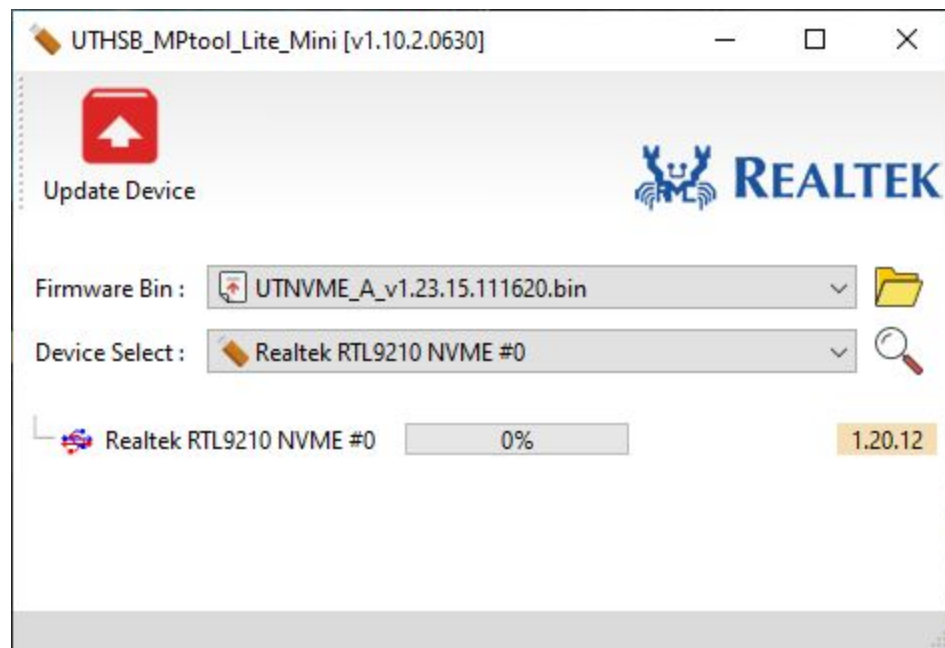 UTHSB_MPtool_Lite_Mini [v1.10.2.0630]
Update Device
REALTEK
Firmware Bin : UTNVME_A_v1.23.15.111620.bin
Device Select : Realtek RTL9210 NVME #0
Realtek RTL9210 NVME #0 0% 1.20.12